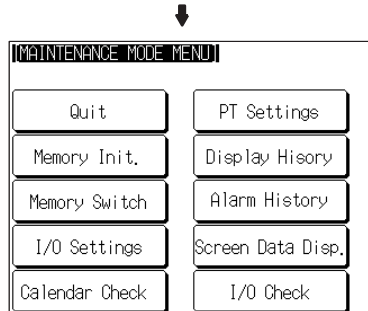 [MAINTENANCE MODE MENU]
Quit
PT Settings
Memory Init.
Display Hisory
Memory Switch
Alarm History
I/O Settings
Screen Data Disp.
Calendar Check
I/O Check